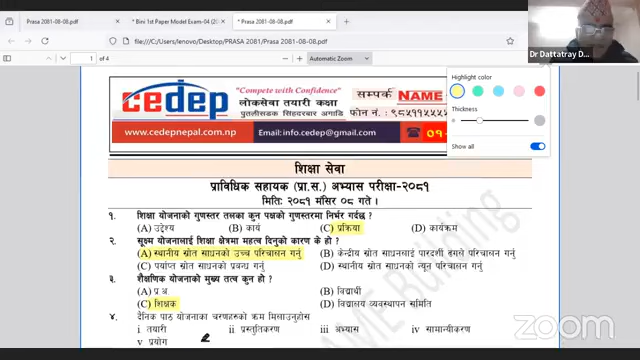 Prasa 2081-08-08.pdf
* Bini 1st Paper Model Exam-04 (2
* Prasa 2081-08-08.pdf
file:///C:/Users/lenovo/Desktop/PRASA 2081/Prasa 2081-08-08.pdf
1 of 4
Automatic Zoom
Dr Dattatray D...
Highlight color
Thickness
Show all
cedep
"Compete with Confidence"
लोकसेवा तयारी कक्षा
पुतलीसडक सिंहदरबार अगाडि
सम्पर्क NAME
फोन नं. : ९८५११५५५५
www.cedepnepal.com.np
Email:info.cedep@gmail.com
शिक्षा सेवा
प्राविधिक सहायक (प्रा.स.) अभ्यास परीक्षा-२०८१
मिति: २०८१ मंसिर ०८ गते ।
१. शिक्षा योजनाको गुणस्तर तलका कुन पक्षको गुणस्तरमा निर्भर गर्दछ ?
(A) उद्देश्य (B) कार्य (C) प्रक्रिया (D) कार्यक्रम
२. सूक्ष्म योजनालाई शिक्षा क्षेत्रमा महत्व दिनुको कारण के हो ?
(A) स्थानीय स्रोत साधनको उच्च परिचालन गर्नु (B) केन्द्रीय स्रोत साधनलाई पारदर्शी ढंगले परिचालन गर्नु
(C) पर्याप्त स्रोत साधनको प्रबन्ध गर्नु (D) स्थानीय स्रोत साधनको न्यून परिचालन गर्नु
३. शैक्षणिक योजनाको मुख्य तत्व कुन हो ?
(A) प्र.अ. (B) विद्यार्थी
(C) शिक्षक (D) विद्यालय व्यवस्थापन समिति
४. दैनिक पाठ योजनाका चरणहरुको क्रम मिलाउनुहोस
i तयारी ii प्रस्तुतिकरण iii अभ्यास iv सामान्यीकरण
v प्रयोग
zoom